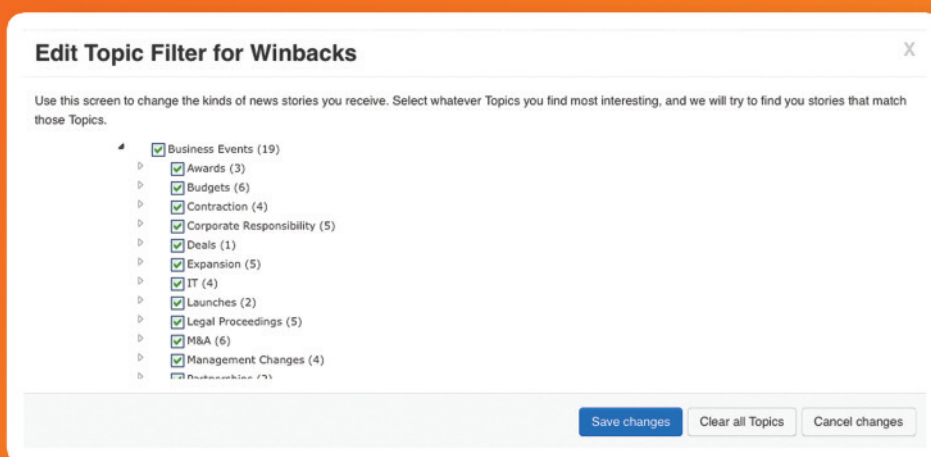 Edit Topic Filter for Winbacks
X
Use this screen to change the kinds of news stories you receive. Select whatever Topics you find most interesting, and we will try to find you stories that match
those Topics.
Business Events (19)
Awards (3)
Budgets (6)
Contraction (4)
Corporate Responsibility (5)
Deals (1)
Expansion (5)
IT (4)
Launches (2)
Legal Proceedings (5)
M&A (6)
Management Changes (4)
Partnerships
Save changes
Clear all Topics
Cancel changes